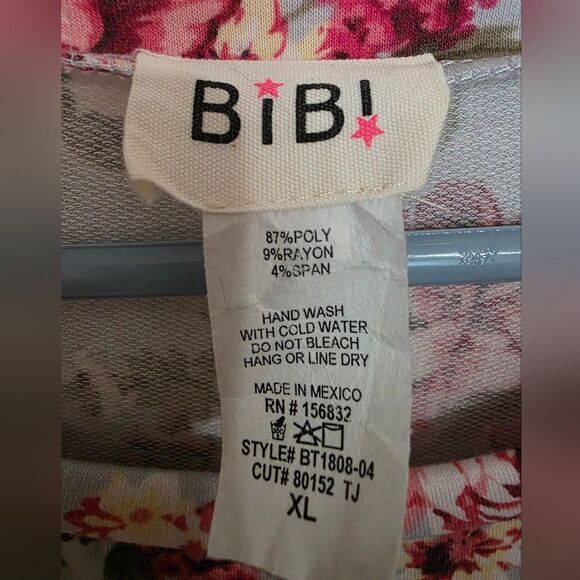 BiB!
87%POLY
9%RAYON
4%SPAN
HAND WASH
WITH COLD WATER
DO NOT BLEACH
HANG OR LINE DRY
MADE IN MEXICO
RN # 156832
STYLE# BT1808-04
CUT# 80152 TJ
XL